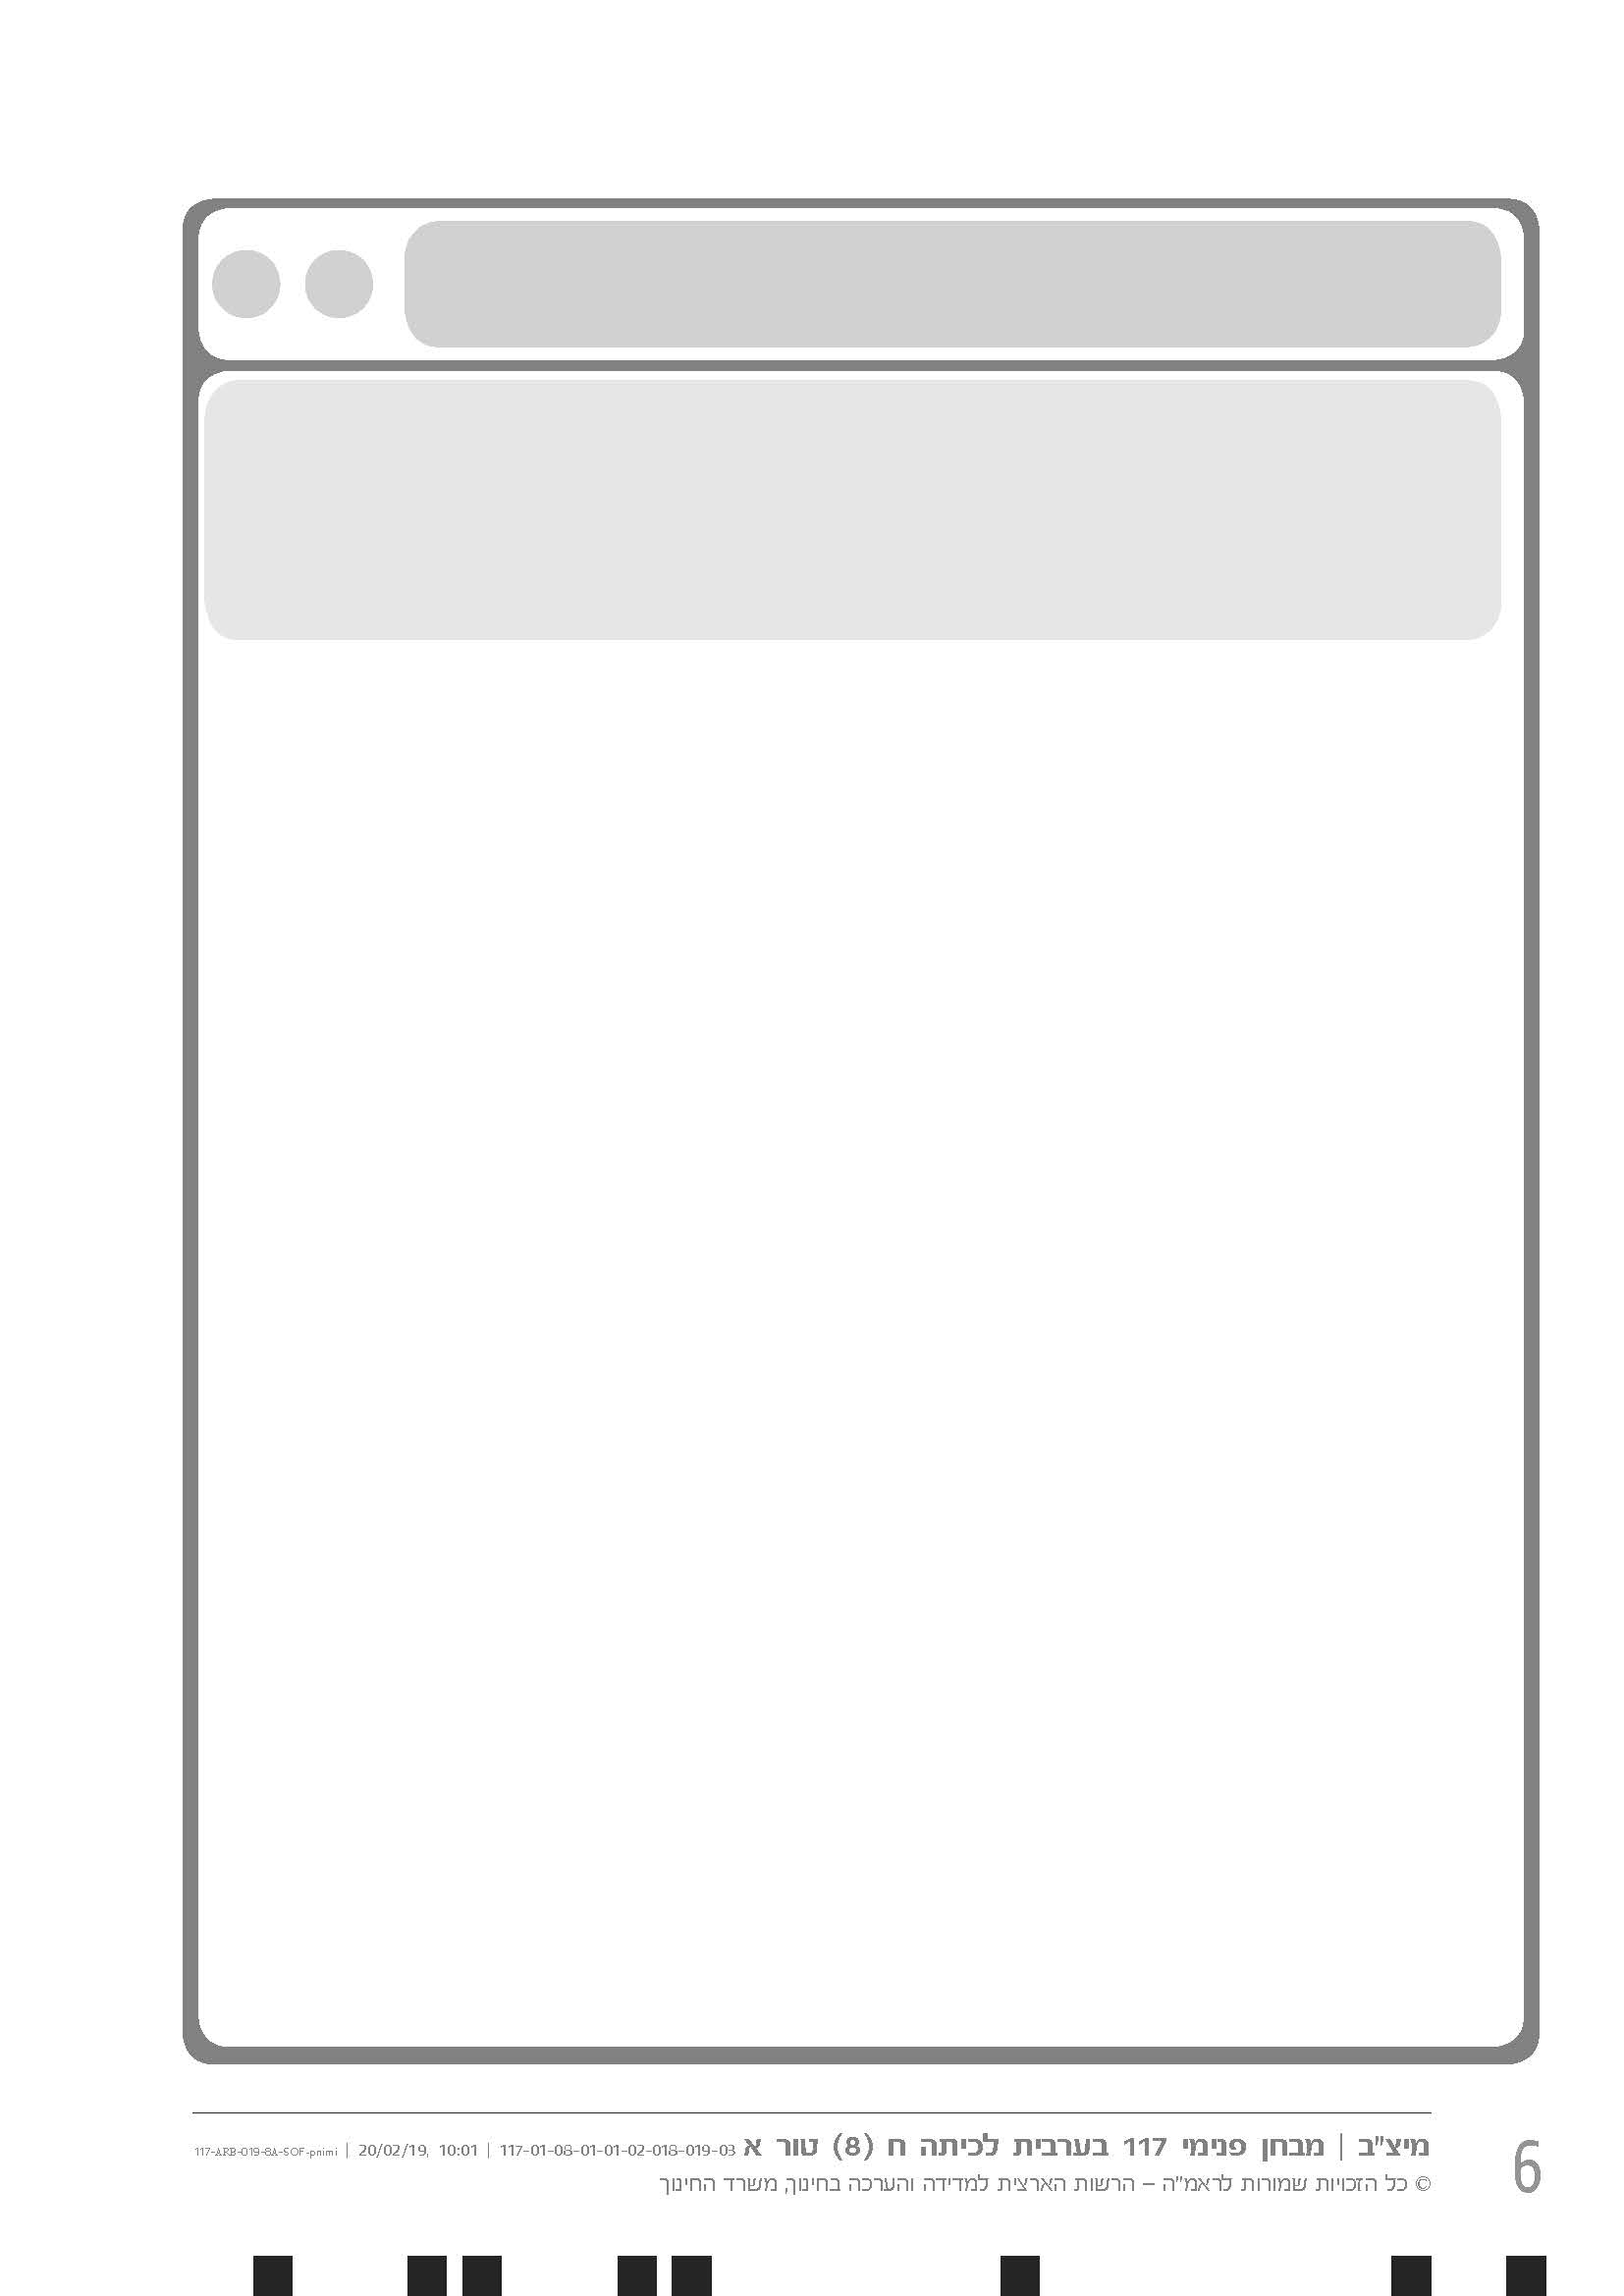 מיצ"ב | מבחן פנימי 117 בערבית לכיתה ח (8) טור א 117-01-08-01-01-02-018-019-03 | 20/02/19, 10:01 | 117-ARB-019-8A-SOF-pnimi
© כל הזכויות שמורות לראמ"ה – הרשות הארצית למדידה והערכה בחינוך, משרד החינוך
6